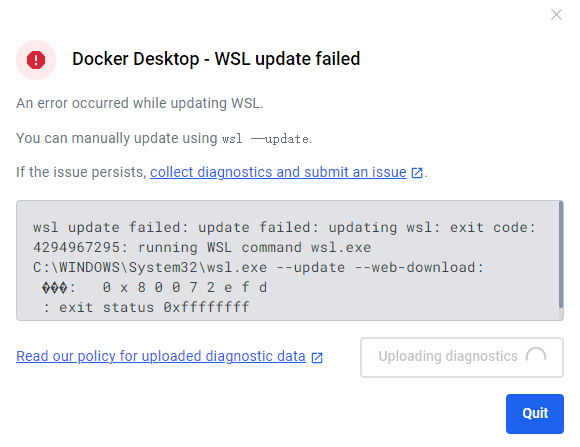 Docker Desktop - WSL update failed
An error occurred while updating WSL.
You can manually update using wsl —update.
If the issue persists, collect diagnostics and submit an issue.
wsl update failed: update failed: updating wsl: exit code:
4294967295: running WSL command wsl.exe
C:\WINDOWS\System32\wsl.exe --update --web-download:
���: 0 x 8 0 0 7 2 e f d
: exit status 0xffffffff
Read our policy for uploaded diagnostic data
Uploading diagnostics
Quit